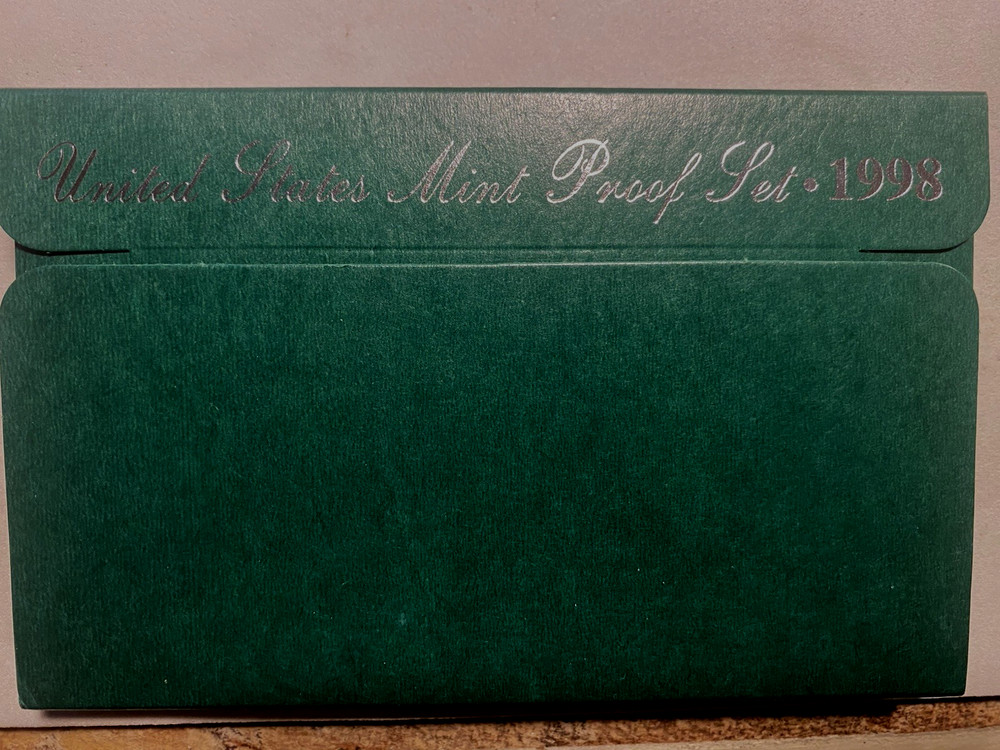 United States Mint Proof Set • 1998